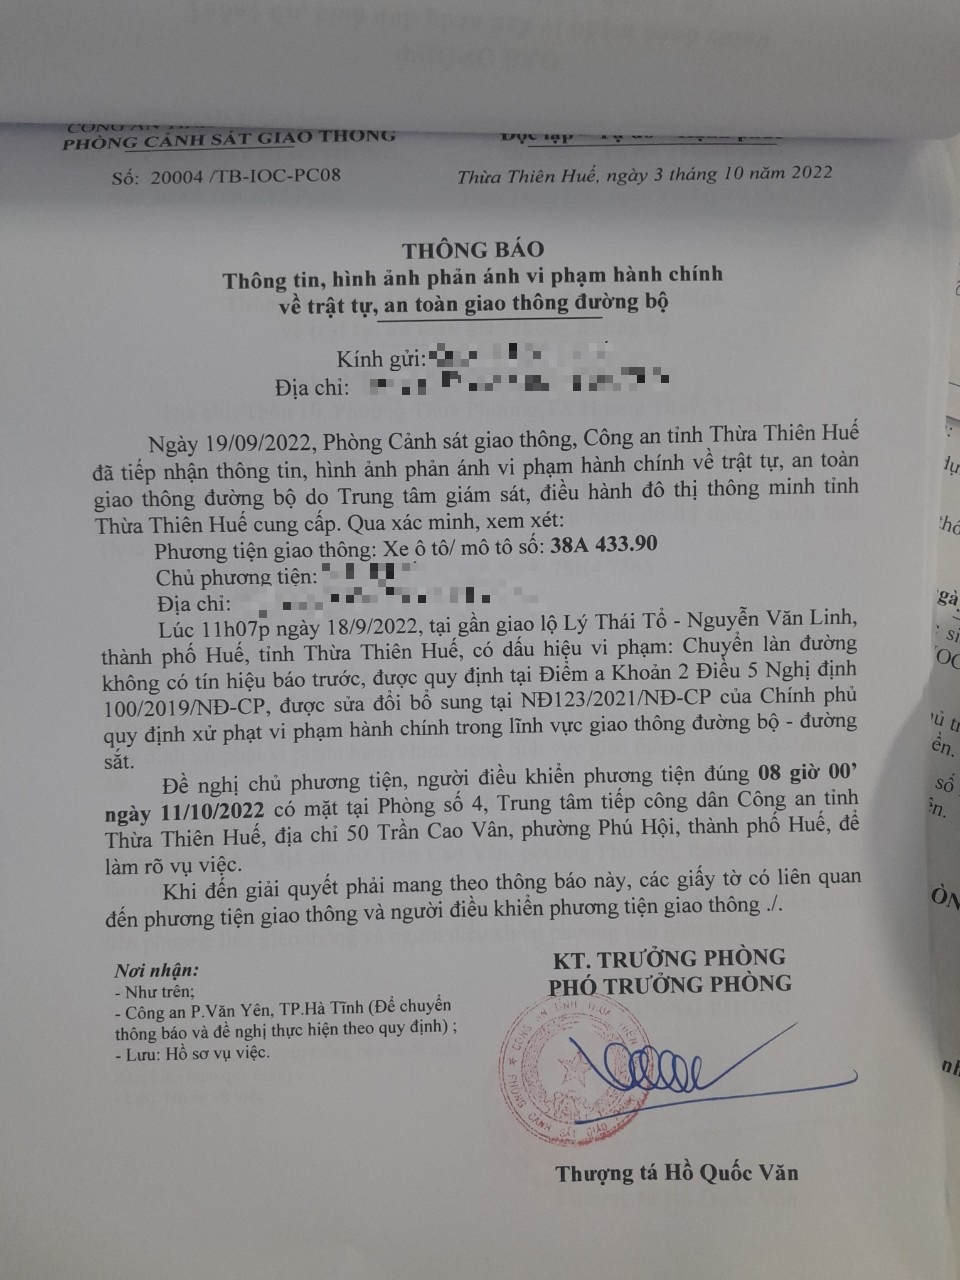 PHÒNG CẢNH SÁT GIAO THÔNG
Độc lập - Tự do - Hạnh phúc
Số: 20004 /TB-IOC-PC08
Thừa Thiên Huế, ngày 3 tháng 10 năm 2022
THÔNG BÁO
Thông tin, hình ảnh phản ánh vi phạm hành chính
về trật tự, an toàn giao thông đường bộ
Kính gửi:
Địa chỉ:
Ngày 19/09/2022, Phòng Cảnh sát giao thông, Công an tỉnh Thừa Thiên Huế
đã tiếp nhận thông tin, hình ảnh phản ánh vi phạm hành chính về trật tự, an toàn
giao thông đường bộ do Trung tâm giám sát, điều hành đô thị thông minh tỉnh
Thừa Thiên Huế cung cấp. Qua xác minh, xem xét:
Phương tiện giao thông: Xe ô tô/ mô tô số: 38A 433.90
Chủ phương tiện:
Địa chỉ:
Lúc 11h07p ngày 18/9/2022, tại gần giao lộ Lý Thái Tổ - Nguyễn Văn Linh,
thành phố Huế, tỉnh Thừa Thiên Huế, có dấu hiệu vi phạm: Chuyển làn đường
không có tín hiệu báo trước, được quy định tại Điểm a Khoản 2 Điều 5 Nghị định
100/2019/NĐ-CP, được sửa đổi bổ sung tại NĐ123/2021/NĐ-CP của Chính phủ
quy định xử phạt vi phạm hành chính trong lĩnh vực giao thông đường bộ - đường
sắt.
Đề nghị chủ phương tiện, người điều khiển phương tiện đúng 08 giờ 00’
ngày 11/10/2022 có mặt tại Phòng số 4, Trung tâm tiếp công dân Công an tỉnh
Thừa Thiên Huế, địa chỉ 50 Trần Cao Vân, phường Phú Hội, thành phố Huế, để
làm rõ vụ việc.
Khi đến giải quyết phải mang theo thông báo này, các giấy tờ có liên quan
đến phương tiện giao thông và người điều khiển phương tiện giao thông ./.
Nơi nhận:
- Như trên;
- Công an P.Văn Yên, TP.Hà Tĩnh (Để chuyển
thông báo và đề nghị thực hiện theo quy định) ;
- Lưu: Hồ sơ vụ việc.
KT. TRƯỞNG PHÒNG
PHÓ TRƯỞNG PHÒNG
CÔNG AN TỈNH THỪA THIÊN
PHÒNG CẢNH SÁT GIAO
Thượng tá Hồ Quốc Văn